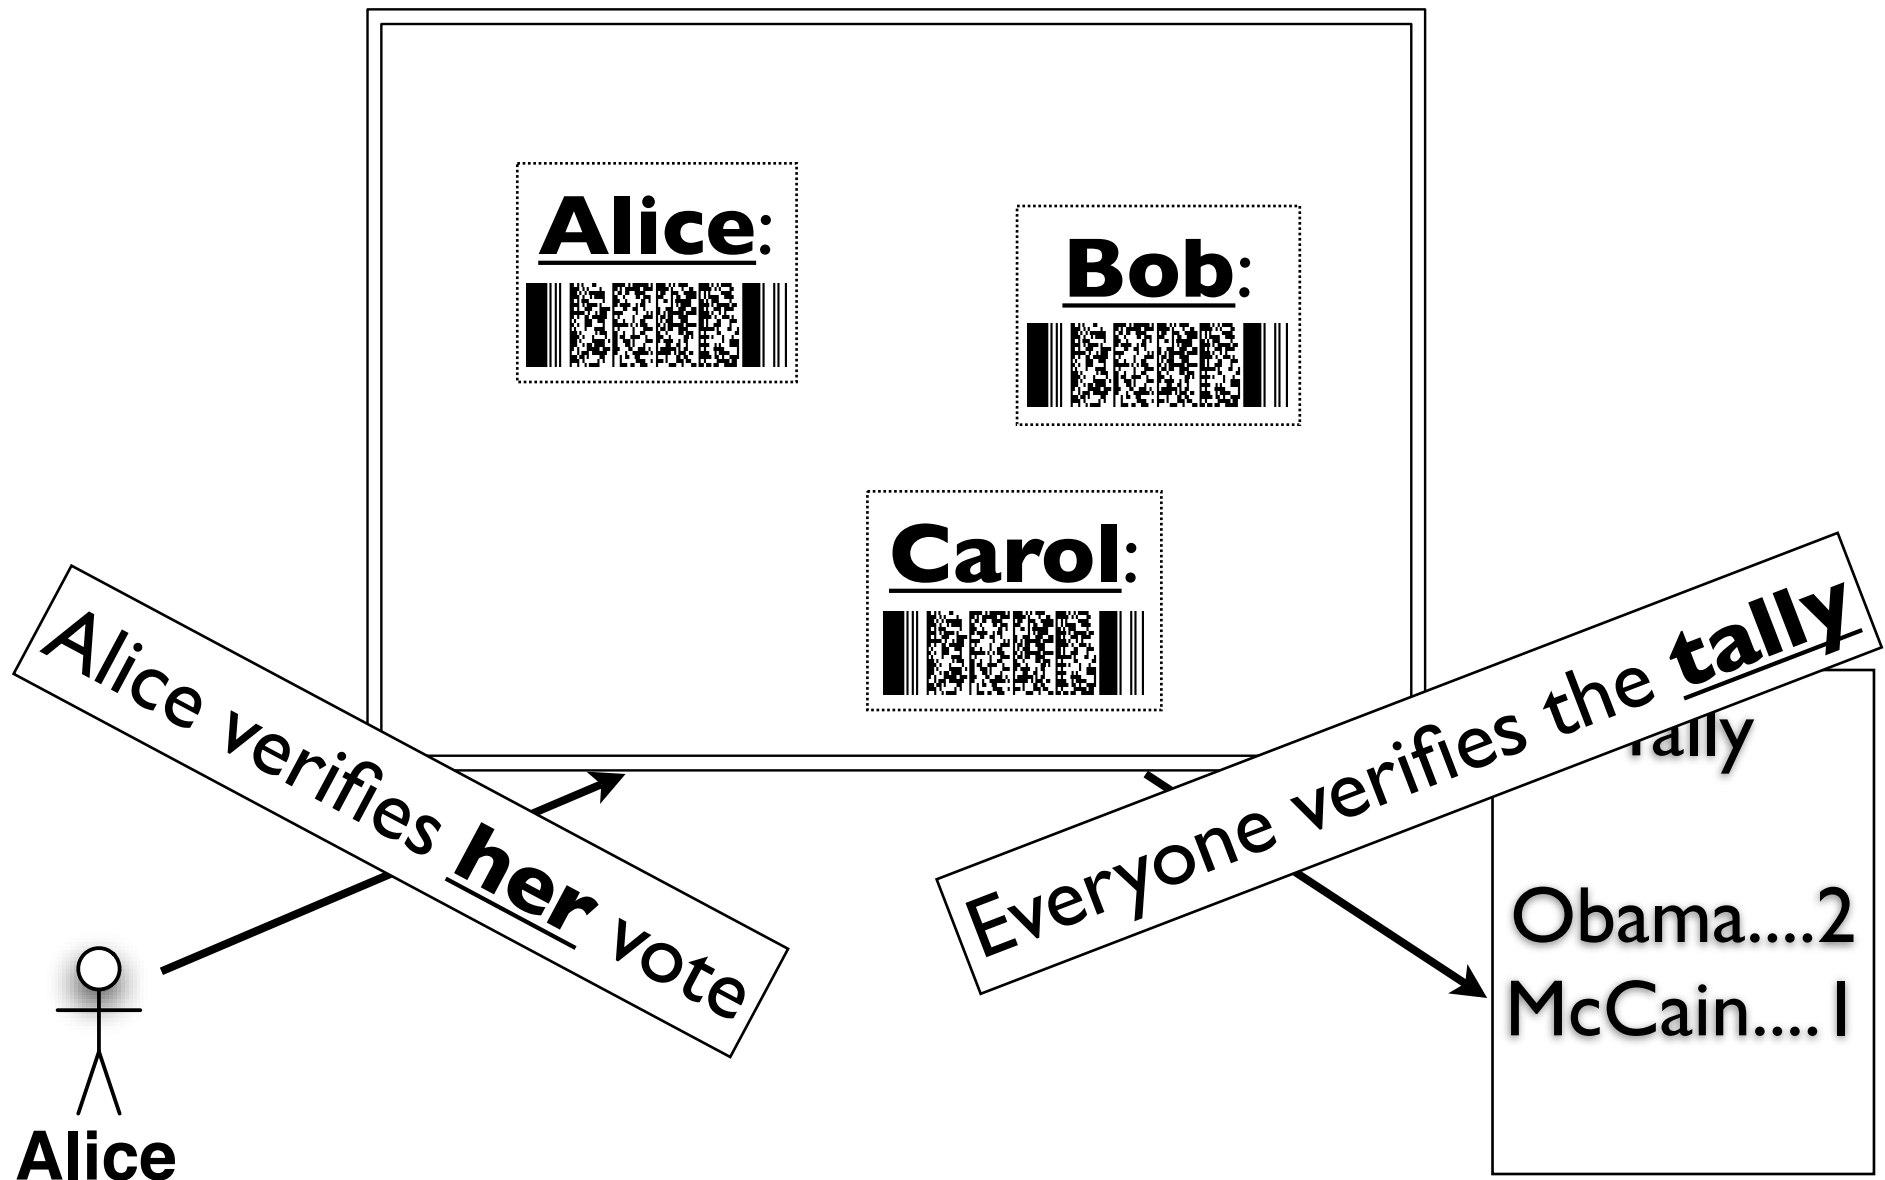 Alice:
Bob:
Carol:
Alice verifies her vote
Everyone verifies the tally
Obama....2
McCain....1
Alice